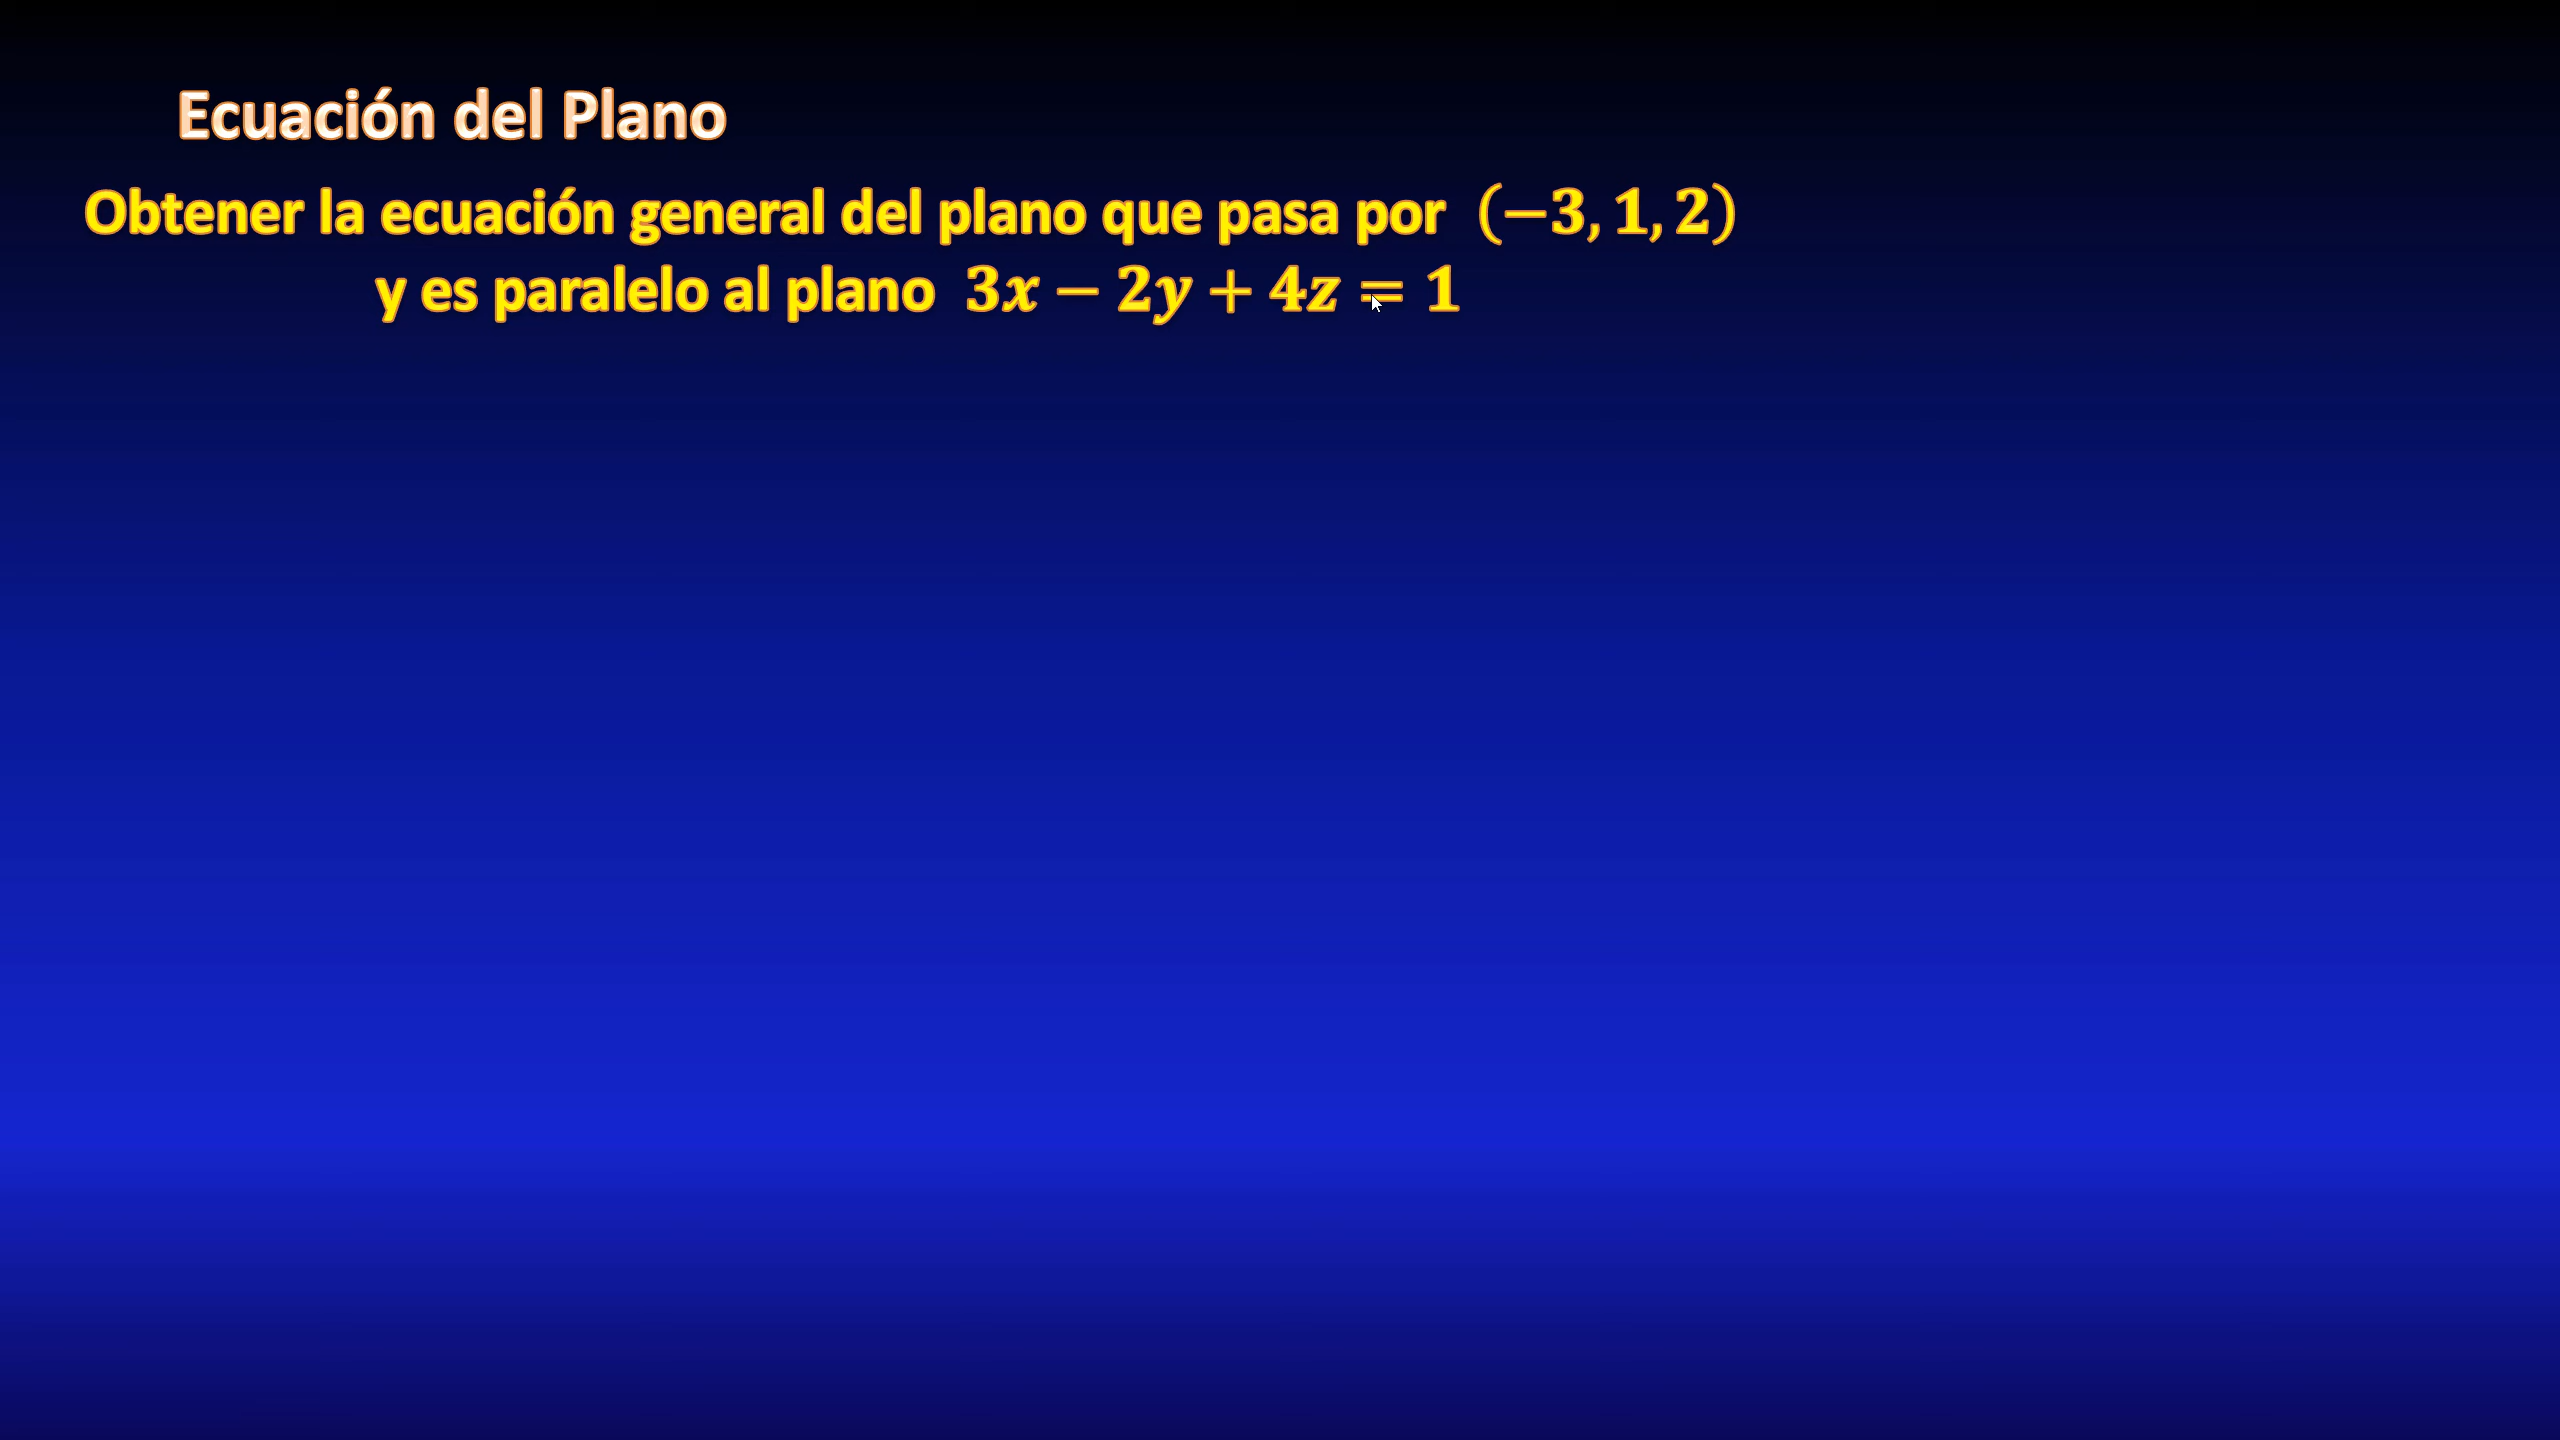 Ecuación del Plano
Obtener la ecuación general del plano que pasa por (−3, 1, 2)
y es paralelo al plano 3x − 2y + 4z = 1